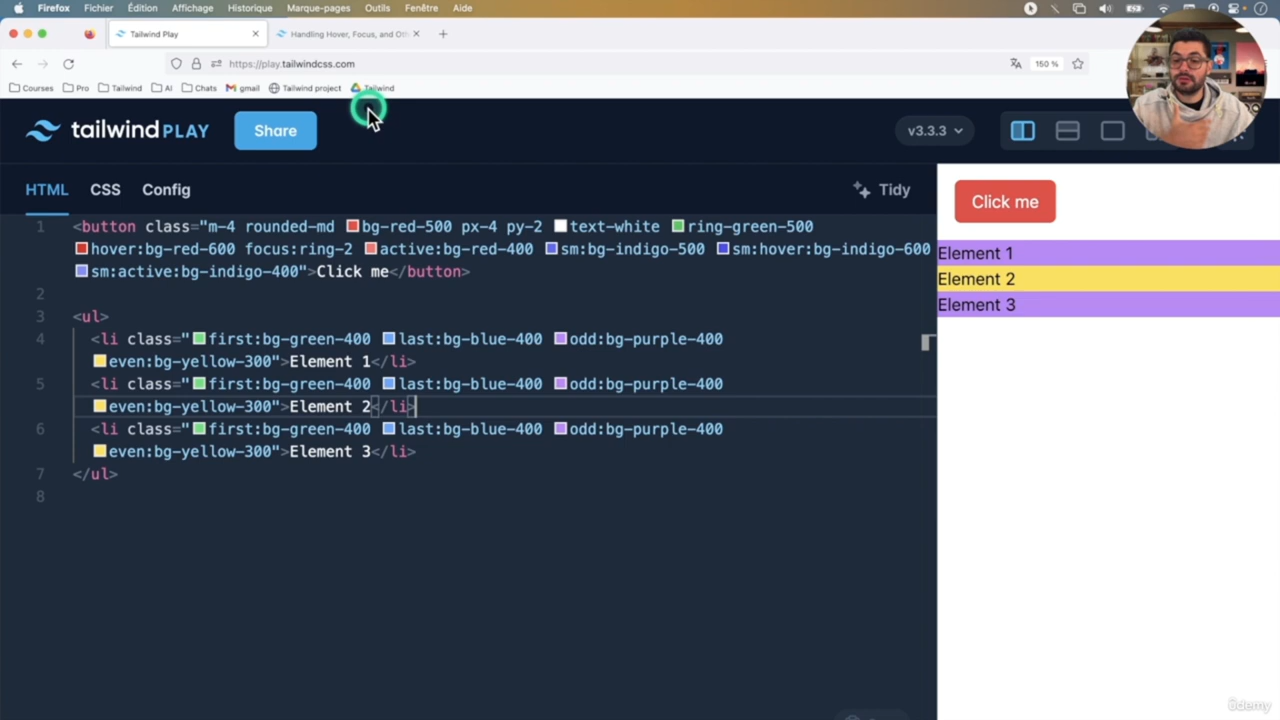 Firefox Fichier Édition Affichage Historique Marque-pages Outils Fenêtre Aide
Tailwind Play Handling Hover, Focus, and Oth
https://play.tailwindcss.com 150 %
Courses Pro Tailwind AI Chats gmail Tailwind project Tailwind
tailwind PLAY Share v3.3.3
HTML CSS Config Tidy
1 <button class="m-4 rounded-md bg-red-500 px-4 py-2 text-white ring-green-500
hover:bg-red-600 focus:ring-2 active:bg-red-400 sm:bg-indigo-500 sm:hover:bg-indigo-600
sm:active:bg-indigo-400">Click me</button>
2
3 <ul>
4 <li class="first:bg-green-400 last:bg-blue-400 odd:bg-purple-400
even:bg-yellow-300">Element 1</li>
5 <li class="first:bg-green-400 last:bg-blue-400 odd:bg-purple-400
even:bg-yellow-300">Element 2</li>
6 <li class="first:bg-green-400 last:bg-blue-400 odd:bg-purple-400
even:bg-yellow-300">Element 3</li>
7 </ul>
8
Click me
Element 1
Element 2
Element 3
ûdemy